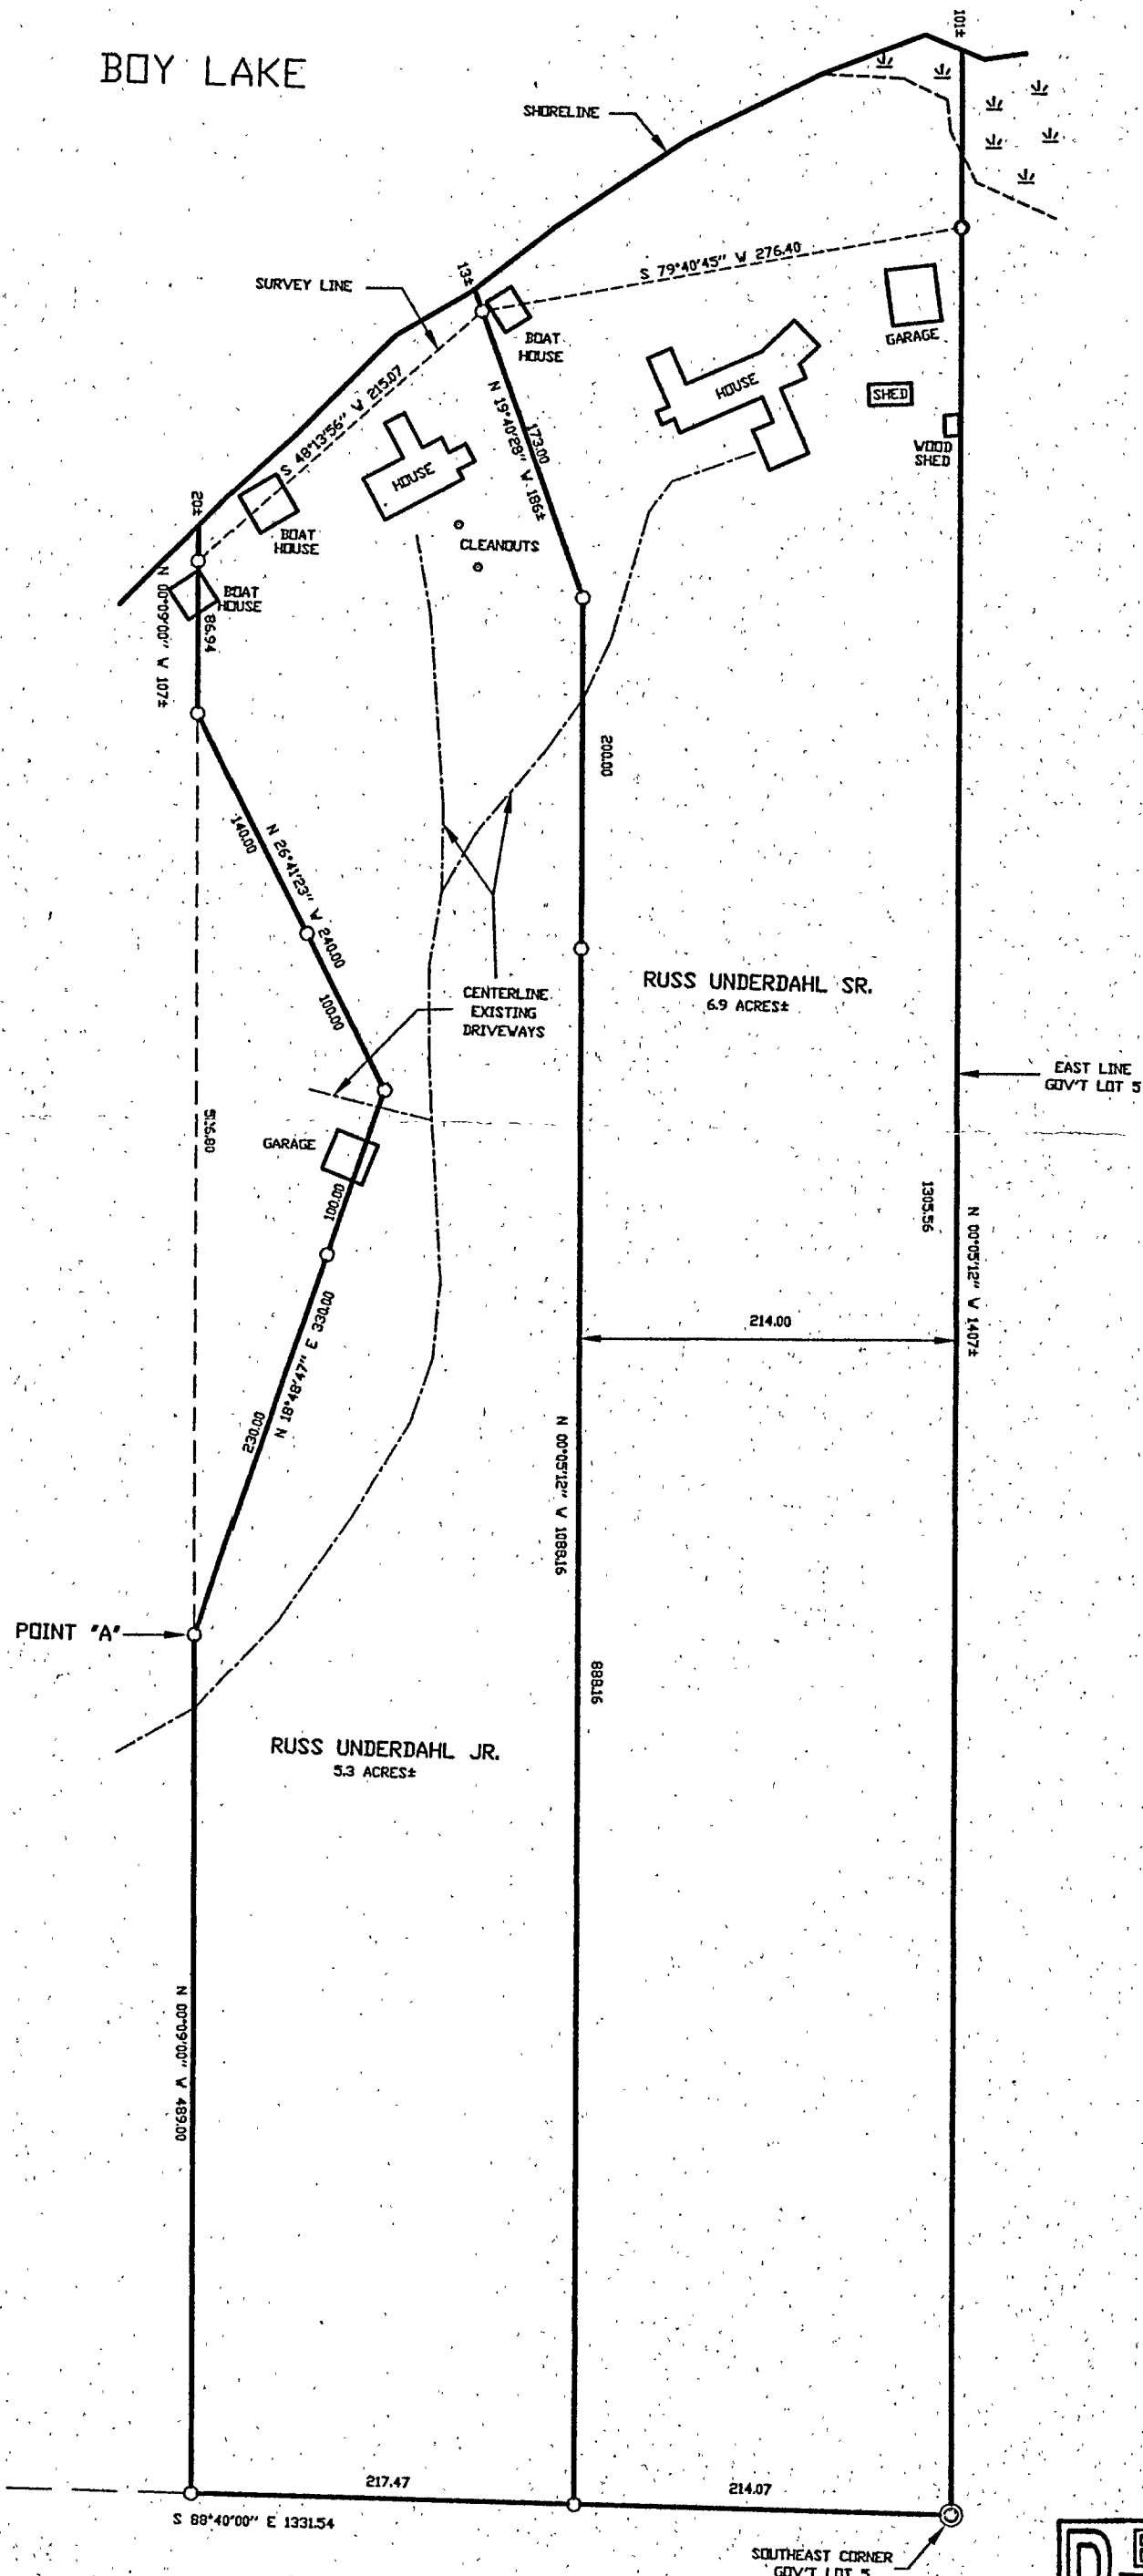 101±
BOY LAKE
SHORELINE
S 79°40'45" W 276.40
13±
SURVEY LINE
BOAT
HOUSE
GARAGE
HOUSE
SHED
WOOD
SHED
N 19°40'28" W 186±
173.00
S 48°13'56" W 215.07
HOUSE
20±
BOAT
HOUSE
CLEANOUTS
BOAT
HOUSE
N 00°09'00" W 107±
86.94
200.00
140.00
N 26°41'23" W 240.00
100.00
CENTERLINE
EXISTING
DRIVEWAYS
RUSS UNDERDAHL SR.
6.9 ACRES±
EAST LINE
GOV'T LOT 5
GARAGE
100.00
1305.56
N 00°05'12" W 1407±
214.00
N 18°48'47" E 330.00
230.00
N 00°05'12" W 1088.16
POINT "A"
888.16
RUSS UNDERDAHL JR.
5.3 ACRES±
N 00°09'00" W 489.00
217.47
214.07
S 88°40'00" E 1331.54
SOUTHEAST CORNER
GOV'T LOT 5